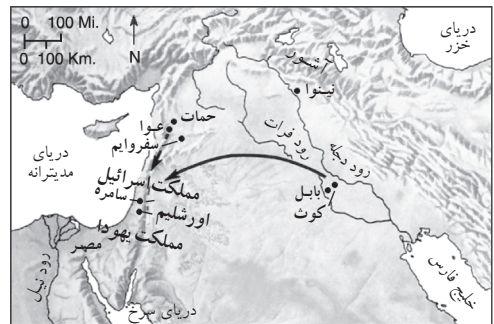 0 100 Mi.
0 100 Km.
N
دریای
خزر
آشور
نینوا
حمات
عوا
سفروایم
رود فرات
رود دجله
دریای
مدیترانه
مملکت اسرائیل
سامره
اورشلیم
مملکت یهودا
بابل
کوث
مصر
رود نیل
دریای سرخ
خلیج فارس